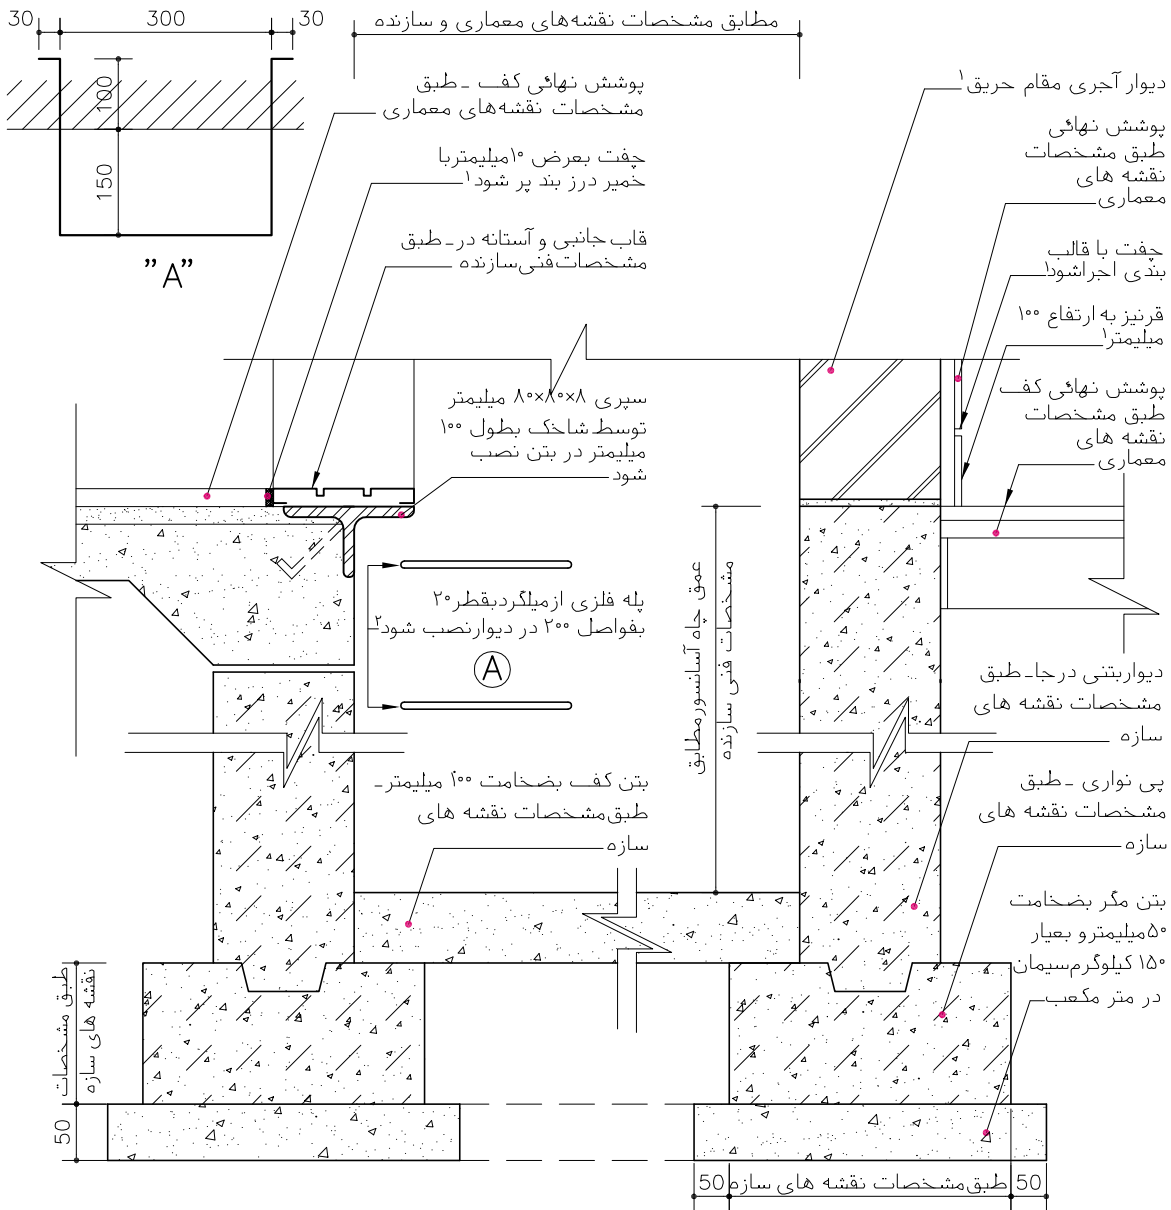 30
300
30
100
150
”A”
مطابق مشخصات نقشه‌های معماری و سازنده
پوشش نهائی کف - طبق
مشخصات نقشه‌های معماری
چفت بعرض ۱۰میلیمتربا
خمیر درز بند پر شود۱
قاب جانبی و آستانه در - طبق
مشخصات فنی سازنده
سپری ۸×۸۰×۸۰ میلیمتر
توسط شاخک بطول ۱۰۰
میلیمتر در بتن نصب
شود
پله فلزی ازمیلگردبقطر۲۰
بفواصل ۲۰۰ در دیوارنصب شود۲
A
عمق چاه آسانسورمطابق
مشخصات فنی سازنده
بتن کف بضخامت ۲۰۰ میلیمتر-
طبق مشخصات نقشه های
سازه
دیوار آجری مقام حریق۱
پوشش نهائی
طبق مشخصات
نقشه های
معماری
چفت با قالب
بندی اجراشود۱
قرنیز به ارتفاع ۱۰۰
میلیمتر۱
پوشش نهائی کف
طبق مشخصات
نقشه های
معماری
دیواربتنی درجا-طبق
مشخصات نقشه های
سازه
پی نواری - طبق
مشخصات نقشه های
سازه
بتن مگر بضخامت
۵۰میلیمترو بعیار
۱۵۰ کیلوگرم‌سیمان
در متر مکعب
طبق مشخصات
نقشه های سازه
50
50
طبق مشخصات نقشه های سازه
50